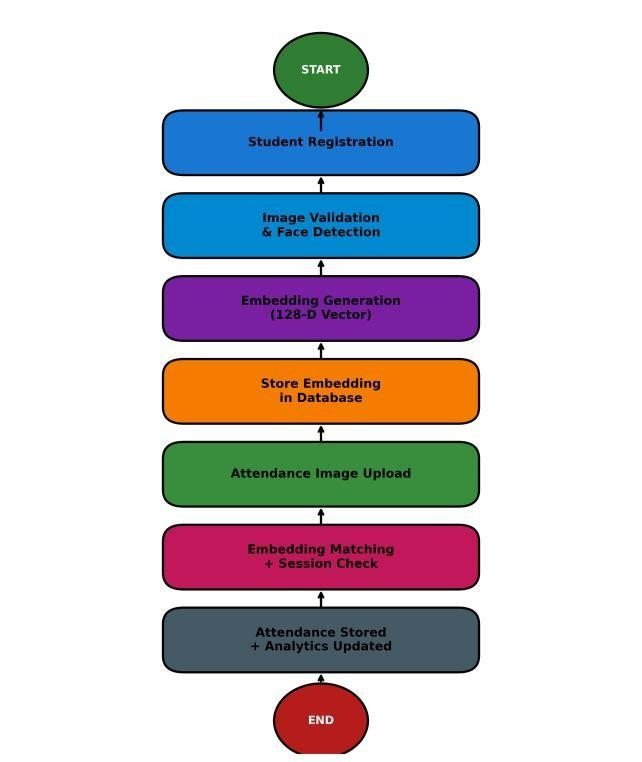 START
Student Registration
Image Validation
& Face Detection
Embedding Generation
(128-D Vector)
Store Embedding
in Database
Attendance Image Upload
Embedding Matching
+ Session Check
Attendance Stored
+ Analytics Updated
END